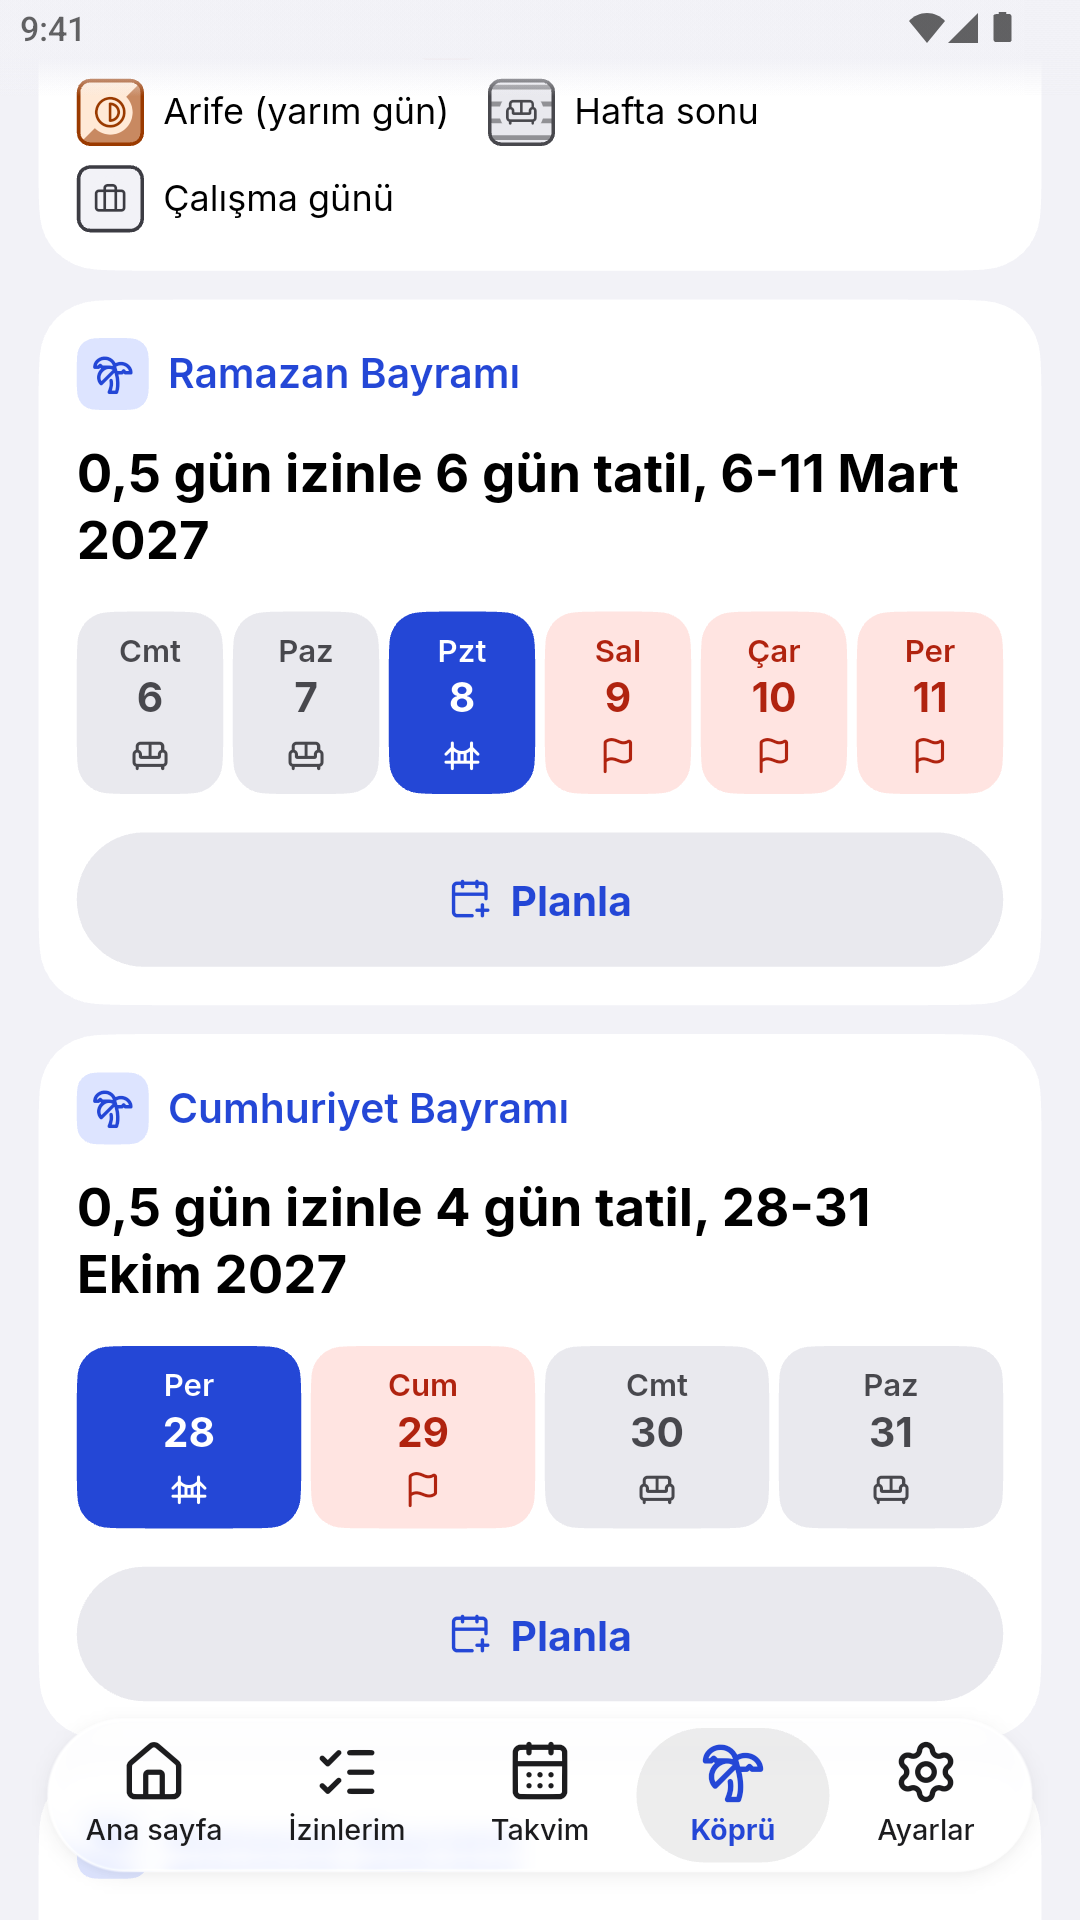 9:41
Arife (yarım gün)
Hafta sonu
Çalışma günü
Ramazan Bayramı
0,5 gün izinle 6 gün tatil, 6-11 Mart
2027
Cmt Paz Pzt Sal Çar Per
6 7 8 9 10 11
Planla
Cumhuriyet Bayramı
0,5 gün izinle 4 gün tatil, 28-31
Ekim 2027
Per Cum Cmt Paz
28 29 30 31
Planla
Ana sayfa İzinlerim Takvim Köprü Ayarlar